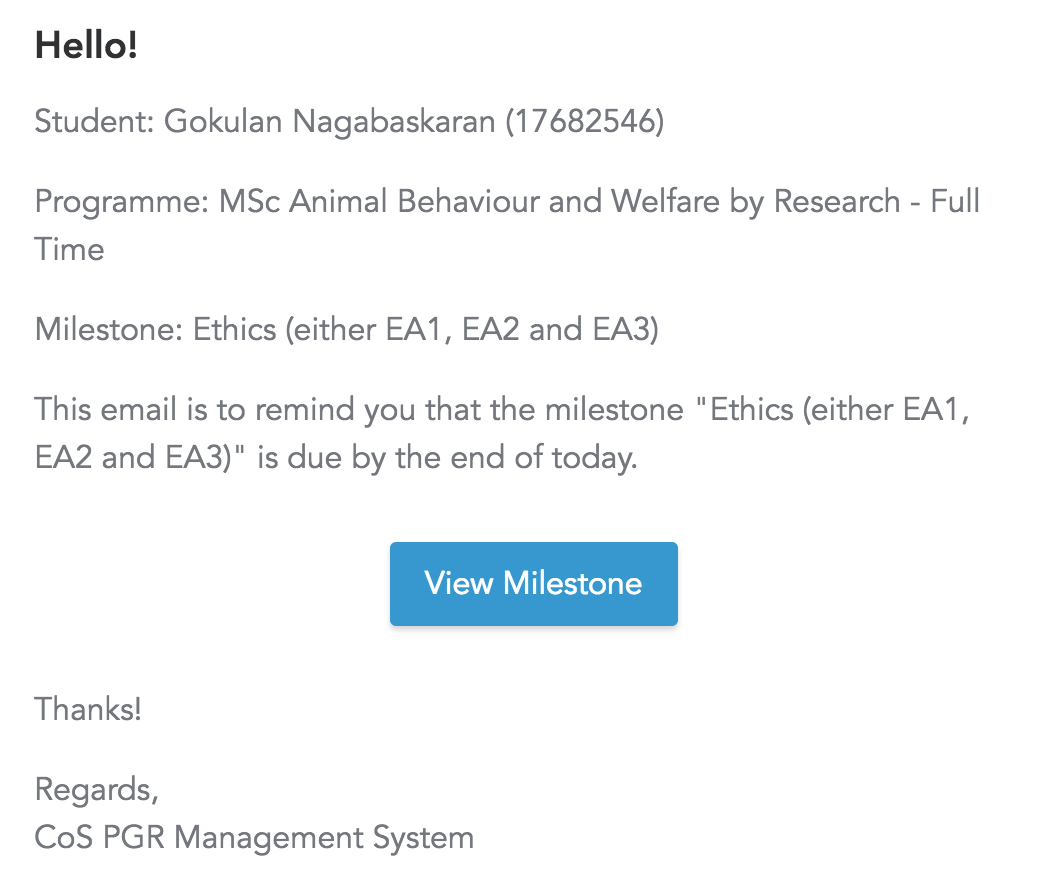 Hello!
Student: Gokulan Nagabaskaran (17682546)
Programme: MSc Animal Behaviour and Welfare by Research - Full
Time
Milestone: Ethics (either EA1, EA2 and EA3)
This email is to remind you that the milestone "Ethics (either EA1,
EA2 and EA3)" is due by the end of today.
View Milestone
Thanks!
Regards,
CoS PGR Management System